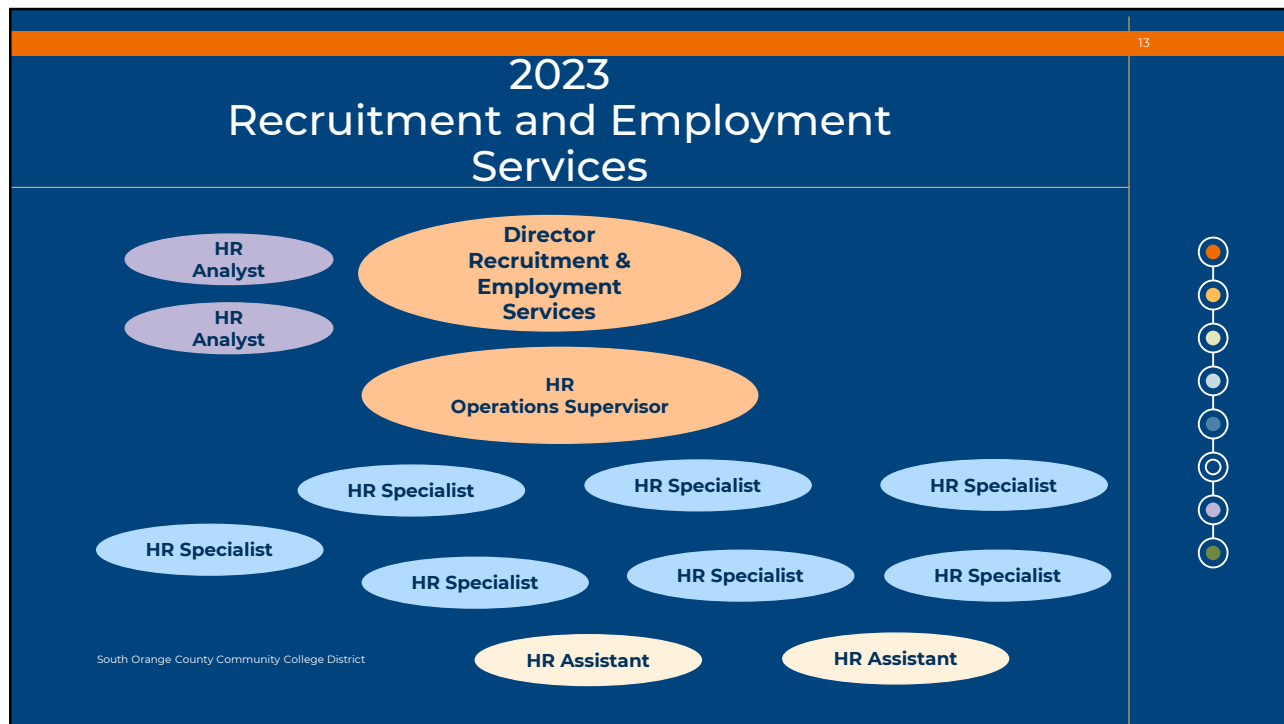 13
2023
Recruitment and Employment
Services
HR
Analyst
Director
Recruitment &
Employment
Services
HR
Analyst
HR
Operations Supervisor
HR Specialist
HR Specialist
HR Specialist
HR Specialist
HR Specialist
HR Specialist
HR Specialist
HR Assistant
HR Assistant
South Orange County Community College District